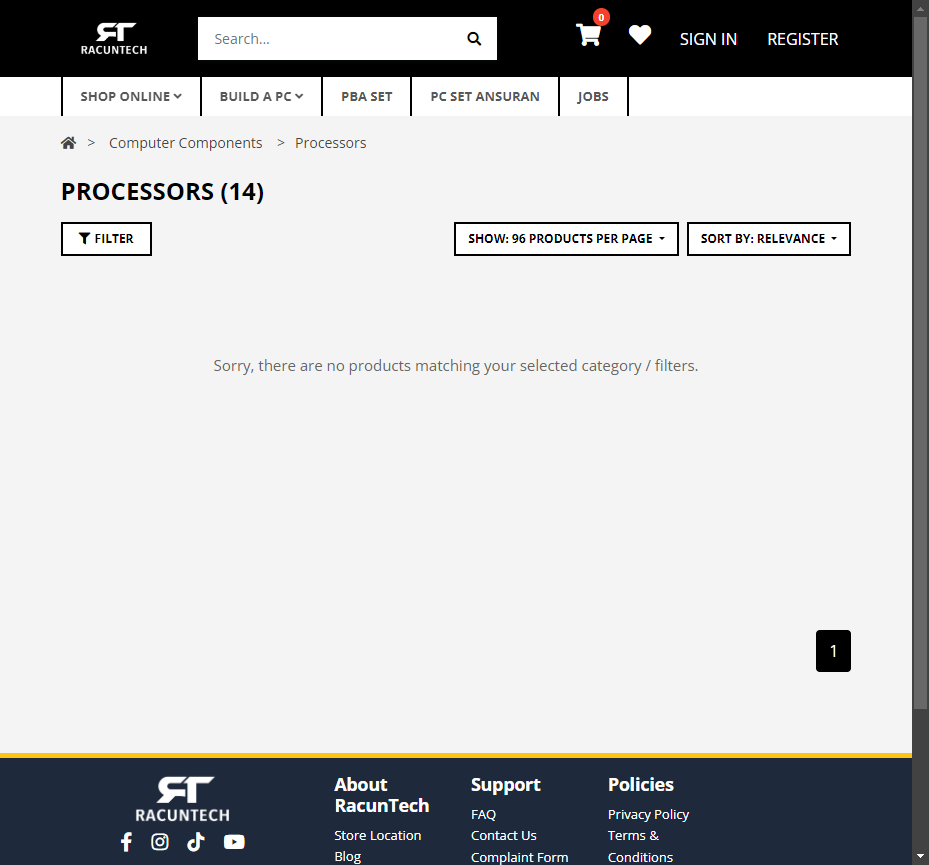 RACUNTECH
Search...
0
SIGN IN
REGISTER
SHOP ONLINE
BUILD A PC
PBA SET
PC SET ANSURAN
JOBS
> Computer Components > Processors
PROCESSORS (14)
FILTER
SHOW: 96 PRODUCTS PER PAGE
SORT BY: RELEVANCE
Sorry, there are no products matching your selected category / filters.
1
RT
RACUNTECH
About
RacunTech
Store Location
Blog
Support
FAQ
Contact Us
Complaint Form
Policies
Privacy Policy
Terms &
Conditions